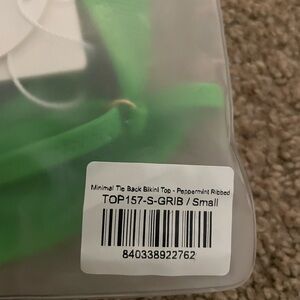 Minimal Tie Back Bikini Top - Peppermint Ribbed
TOP157-S-GRIB / Small
840338922762